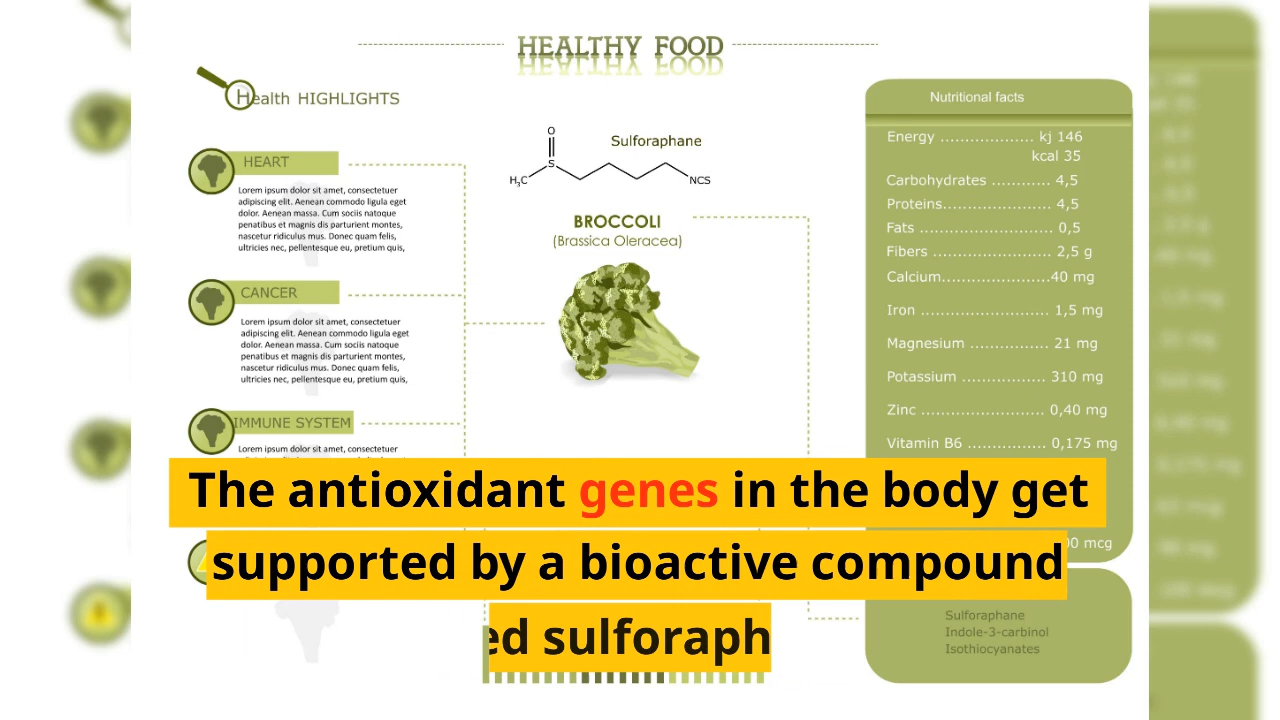 HEALTHY FOOD
Health HIGHLIGHTS
HEART
Lorem ipsum dolor sit amet, consectetuer
adipiscing elit. Aenean commodo ligula eget
dolor. Aenean massa. Cum sociis natoque
penatibus et magnis dis parturient montes,
nascetur ridiculus mus. Donec quam felis,
ultricies nec, pellentesque eu, pretium quis,
CANCER
Lorem ipsum dolor sit amet, consectetuer
adipiscing elit. Aenean commodo ligula eget
dolor. Aenean massa. Cum sociis natoque
penatibus et magnis dis parturient montes,
nascetur ridiculus mus. Donec quam felis,
ultricies nec, pellentesque eu, pretium quis,
IMMUNE SYSTEM
Lorem ipsum dolor sit amet, consectetuer
O
S
H3C
NCS
Sulforaphane
BROCCOLI
(Brassica Oleracea)
Nutritional facts
Energy ................... kj 146
kcal 35
Carbohydrates ............ 4,5
Proteins...................... 4,5
Fats ........................... 0,5
Fibers ........................ 2,5 g
Calcium......................40 mg
Iron .......................... 1,5 mg
Magnesium ................ 21 mg
Potassium ................. 310 mg
Zinc .......................... 0,40 mg
Vitamin B6 ................ 0,175 mg
00 mcg
The antioxidant genes in the body get
supported by a bioactive compound
ed sulforaph
Sulforaphane
Indole-3-carbinol
Isothiocyanates